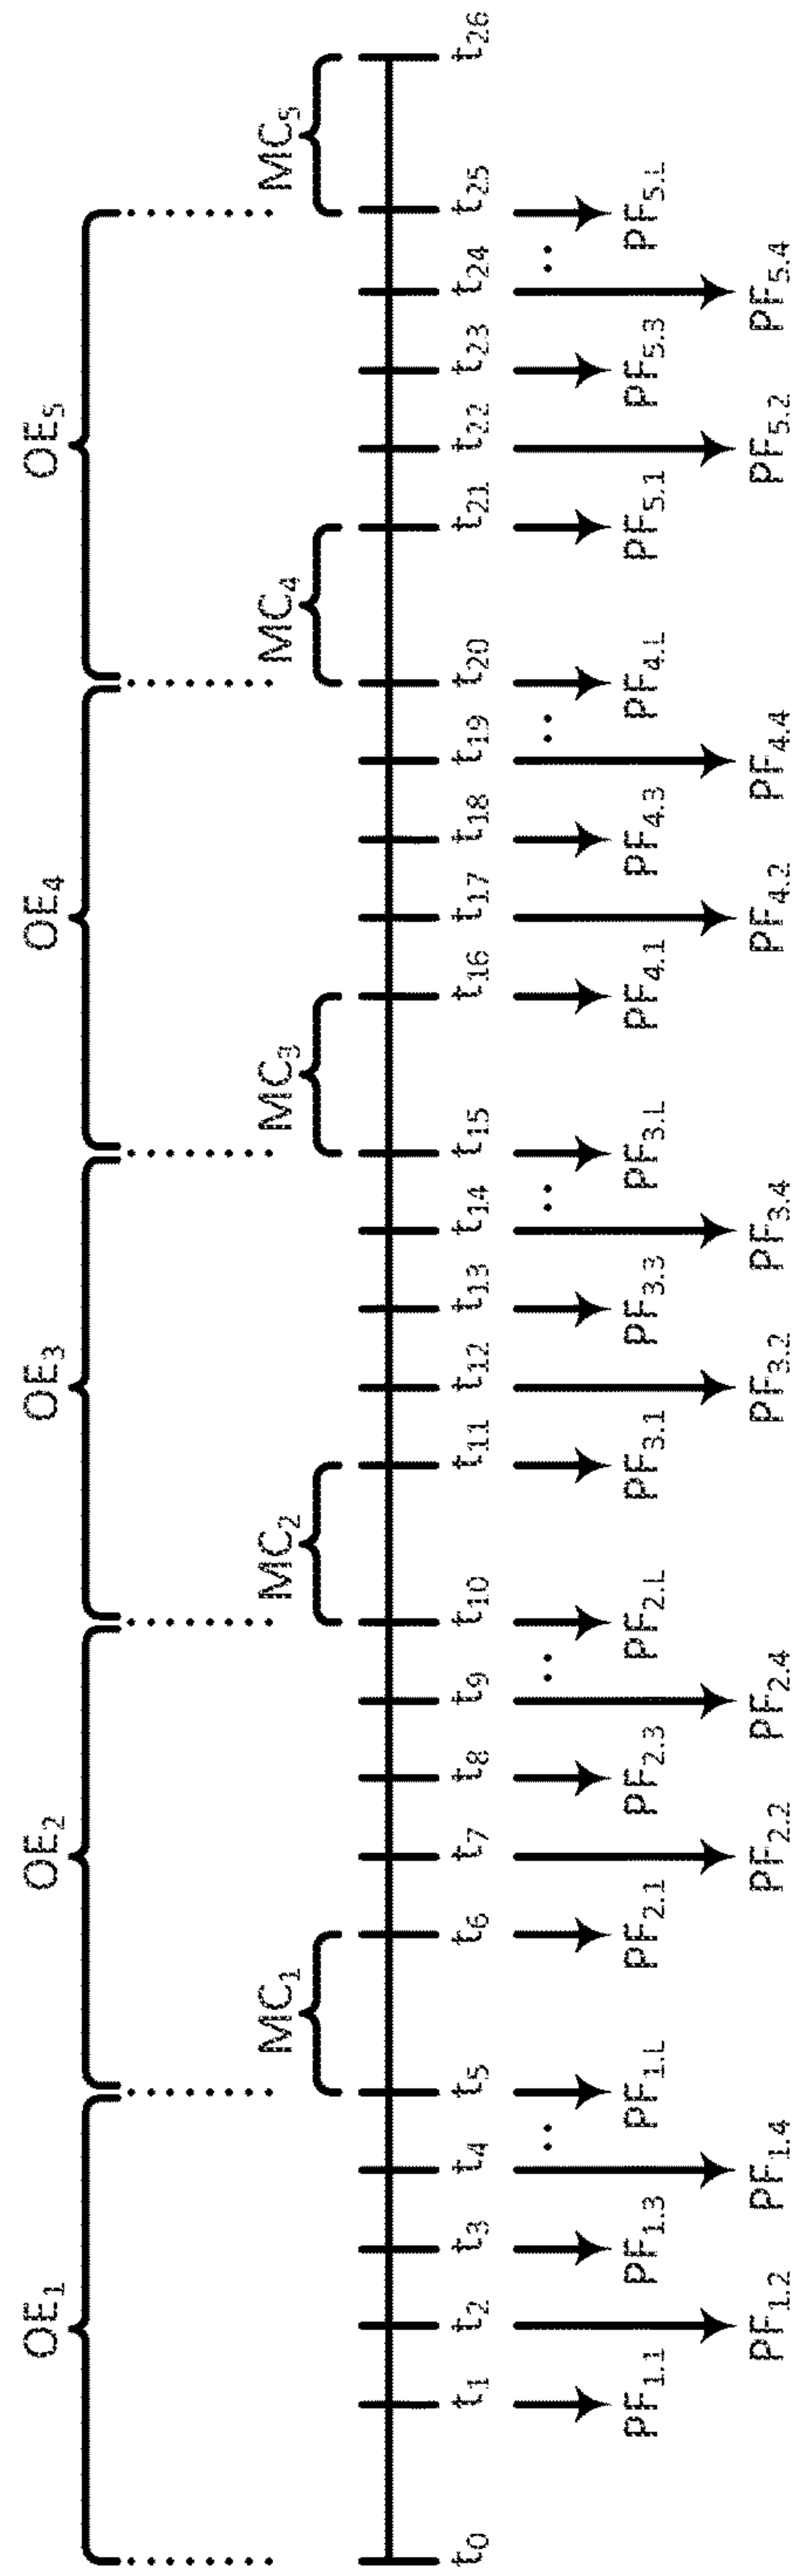 OE₁ OE₂ OE₃ OE₄ OE₅
MC₁ MC₂ MC₃ MC₄ MC₅
t₀ t₁ t₂ t₃ t₄ t₅ t₆ t₇ t₈ t₉ t₁₀ t₁₁ t₁₂ t₁₃ t₁₄ t₁₅ t₁₆ t₁₇ t₁₈ t₁₉ t₂₀ t₂₁ t₂₂ t₂₃ t₂₄ t₂₅ t₂₆
PF₁.₁ PF₁.₃ PF₁.L PF₂.₁ PF₂.₃ PF₂.L PF₃.₁ PF₃.₃ PF₃.L PF₄.₁ PF₄.₃ PF₄.L PF₅.₁ PF₅.₃ PF₅.L
PF₁.₂ PF₁.₄ PF₂.₂ PF₂.₄ PF₃.₂ PF₃.₄ PF₄.₂ PF₄.₄ PF₅.₂ PF₅.₄